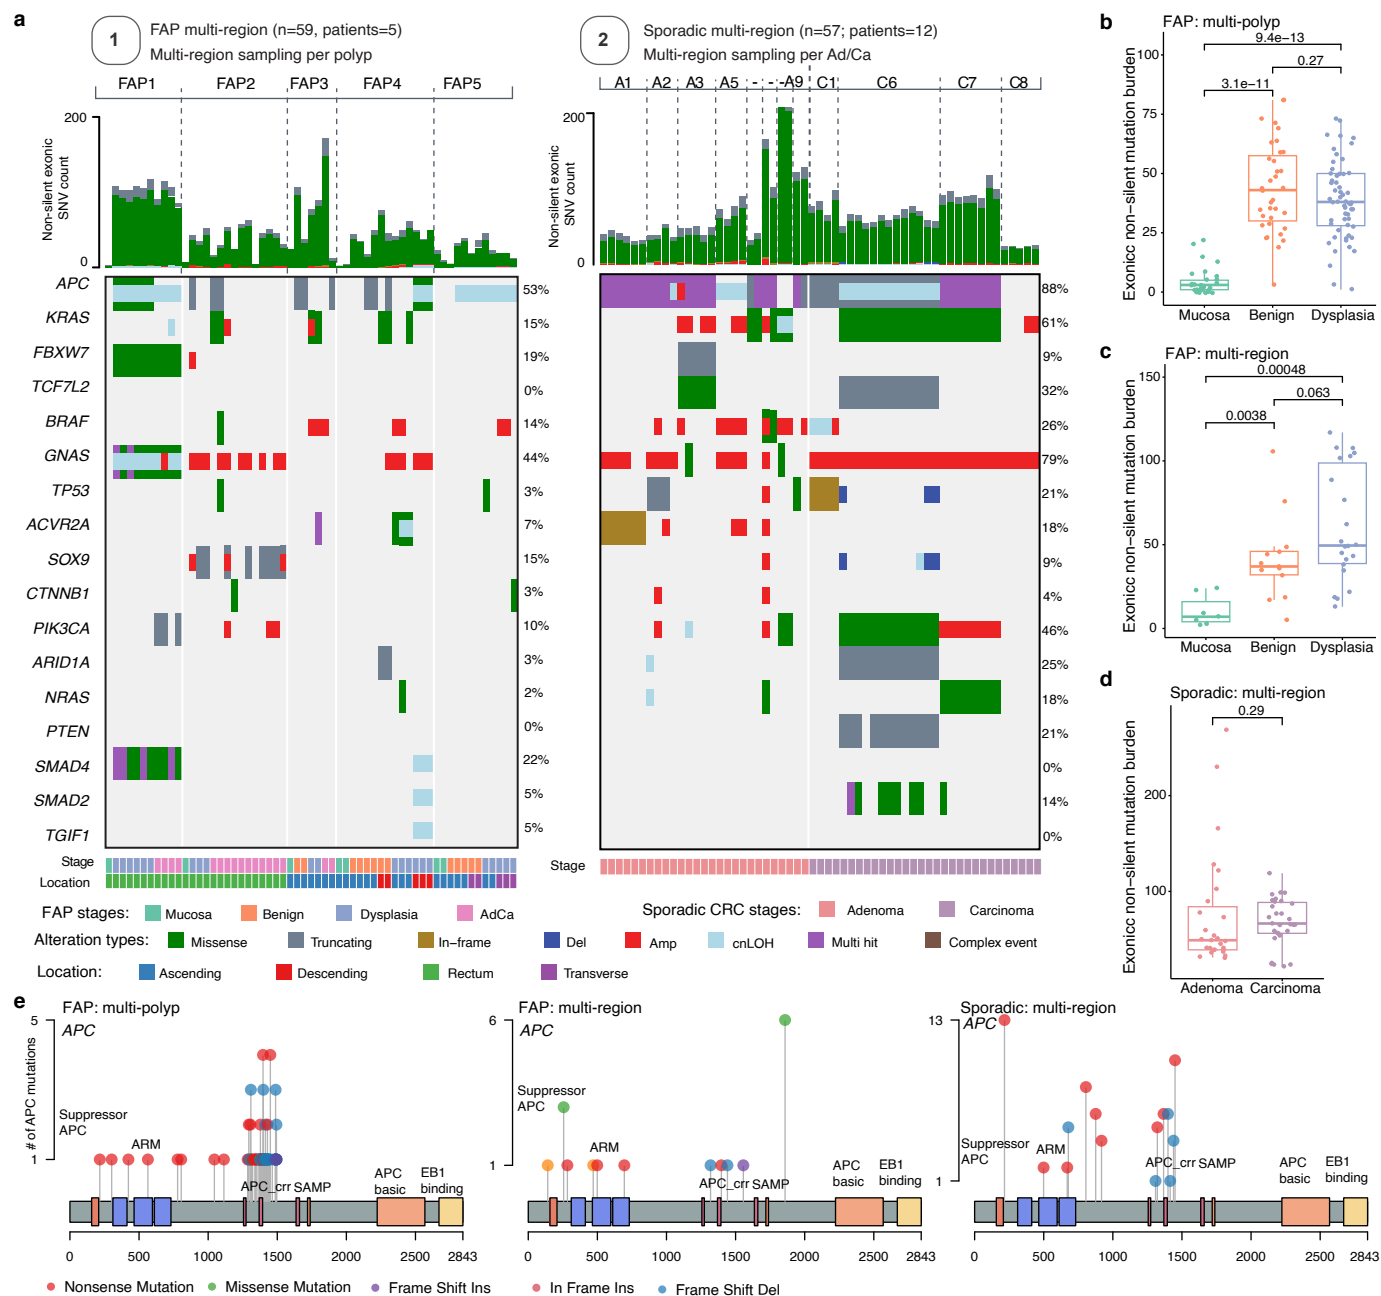 a
1
FAP multi-region (n=59, patients=5)
Multi-region sampling per polyp
FAP1 FAP2 FAP3 FAP4 FAP5
200
0
Non-silent exonic
SNV count
APC 53%
KRAS 15%
FBXW7 19%
TCF7L2 0%
BRAF 14%
GNAS 44%
TP53 3%
ACVR2A 7%
SOX9 15%
CTNNB1 3%
PIK3CA 10%
ARID1A 3%
NRAS 2%
PTEN 0%
SMAD4 22%
SMAD2 5%
TGIF1 5%
Stage
Location
2
Sporadic multi-region (n=57; patients=12)
Multi-region sampling per Ad/Ca
A1 A2 A3 A5 - - -A9 C1 C6 C7 C8
200
0
Non-silent exonic
SNV count
88%
61%
9%
32%
26%
79%
21%
18%
9%
4%
46%
25%
18%
21%
0%
14%
0%
Stage
FAP stages: Mucosa Benign Dysplasia AdCa
Sporadic CRC stages: Adenoma Carcinoma
Alteration types: Missense Truncating In-frame Del Amp cnLOH Multi hit Complex event
Location: Ascending Descending Rectum Transverse
b
FAP: multi-polyp
Exonicc non-silent mutation burden
100
75
50
25
0
9.4e-13
0.27
3.1e-11
Mucosa Benign Dysplasia
c
FAP: multi-region
Exonicc non-silent mutation burden
150
100
50
0
0.00048
0.063
0.0038
Mucosa Benign Dysplasia
d
Sporadic: multi-region
Exonicc non-silent mutation burden
200
100
0.29
Adenoma Carcinoma
e
FAP: multi-polyp
APC
5
1
# of APC mutations
Suppressor
APC
ARM
APC_crr SAMP
APC
basic
EB1
binding
0 500 1000 1500 2000 2500 2843
FAP: multi-region
APC
6
1
Suppressor
APC
ARM
APC_crr SAMP
APC
basic
EB1
binding
0 500 1000 1500 2000 2500 2843
Sporadic: multi-region
APC
13
1
Suppressor
APC
ARM
APC_crr SAMP
APC
basic
EB1
binding
0 500 1000 1500 2000 2500 2843
Nonsense Mutation Missense Mutation Frame Shift Ins In Frame Ins Frame Shift Del